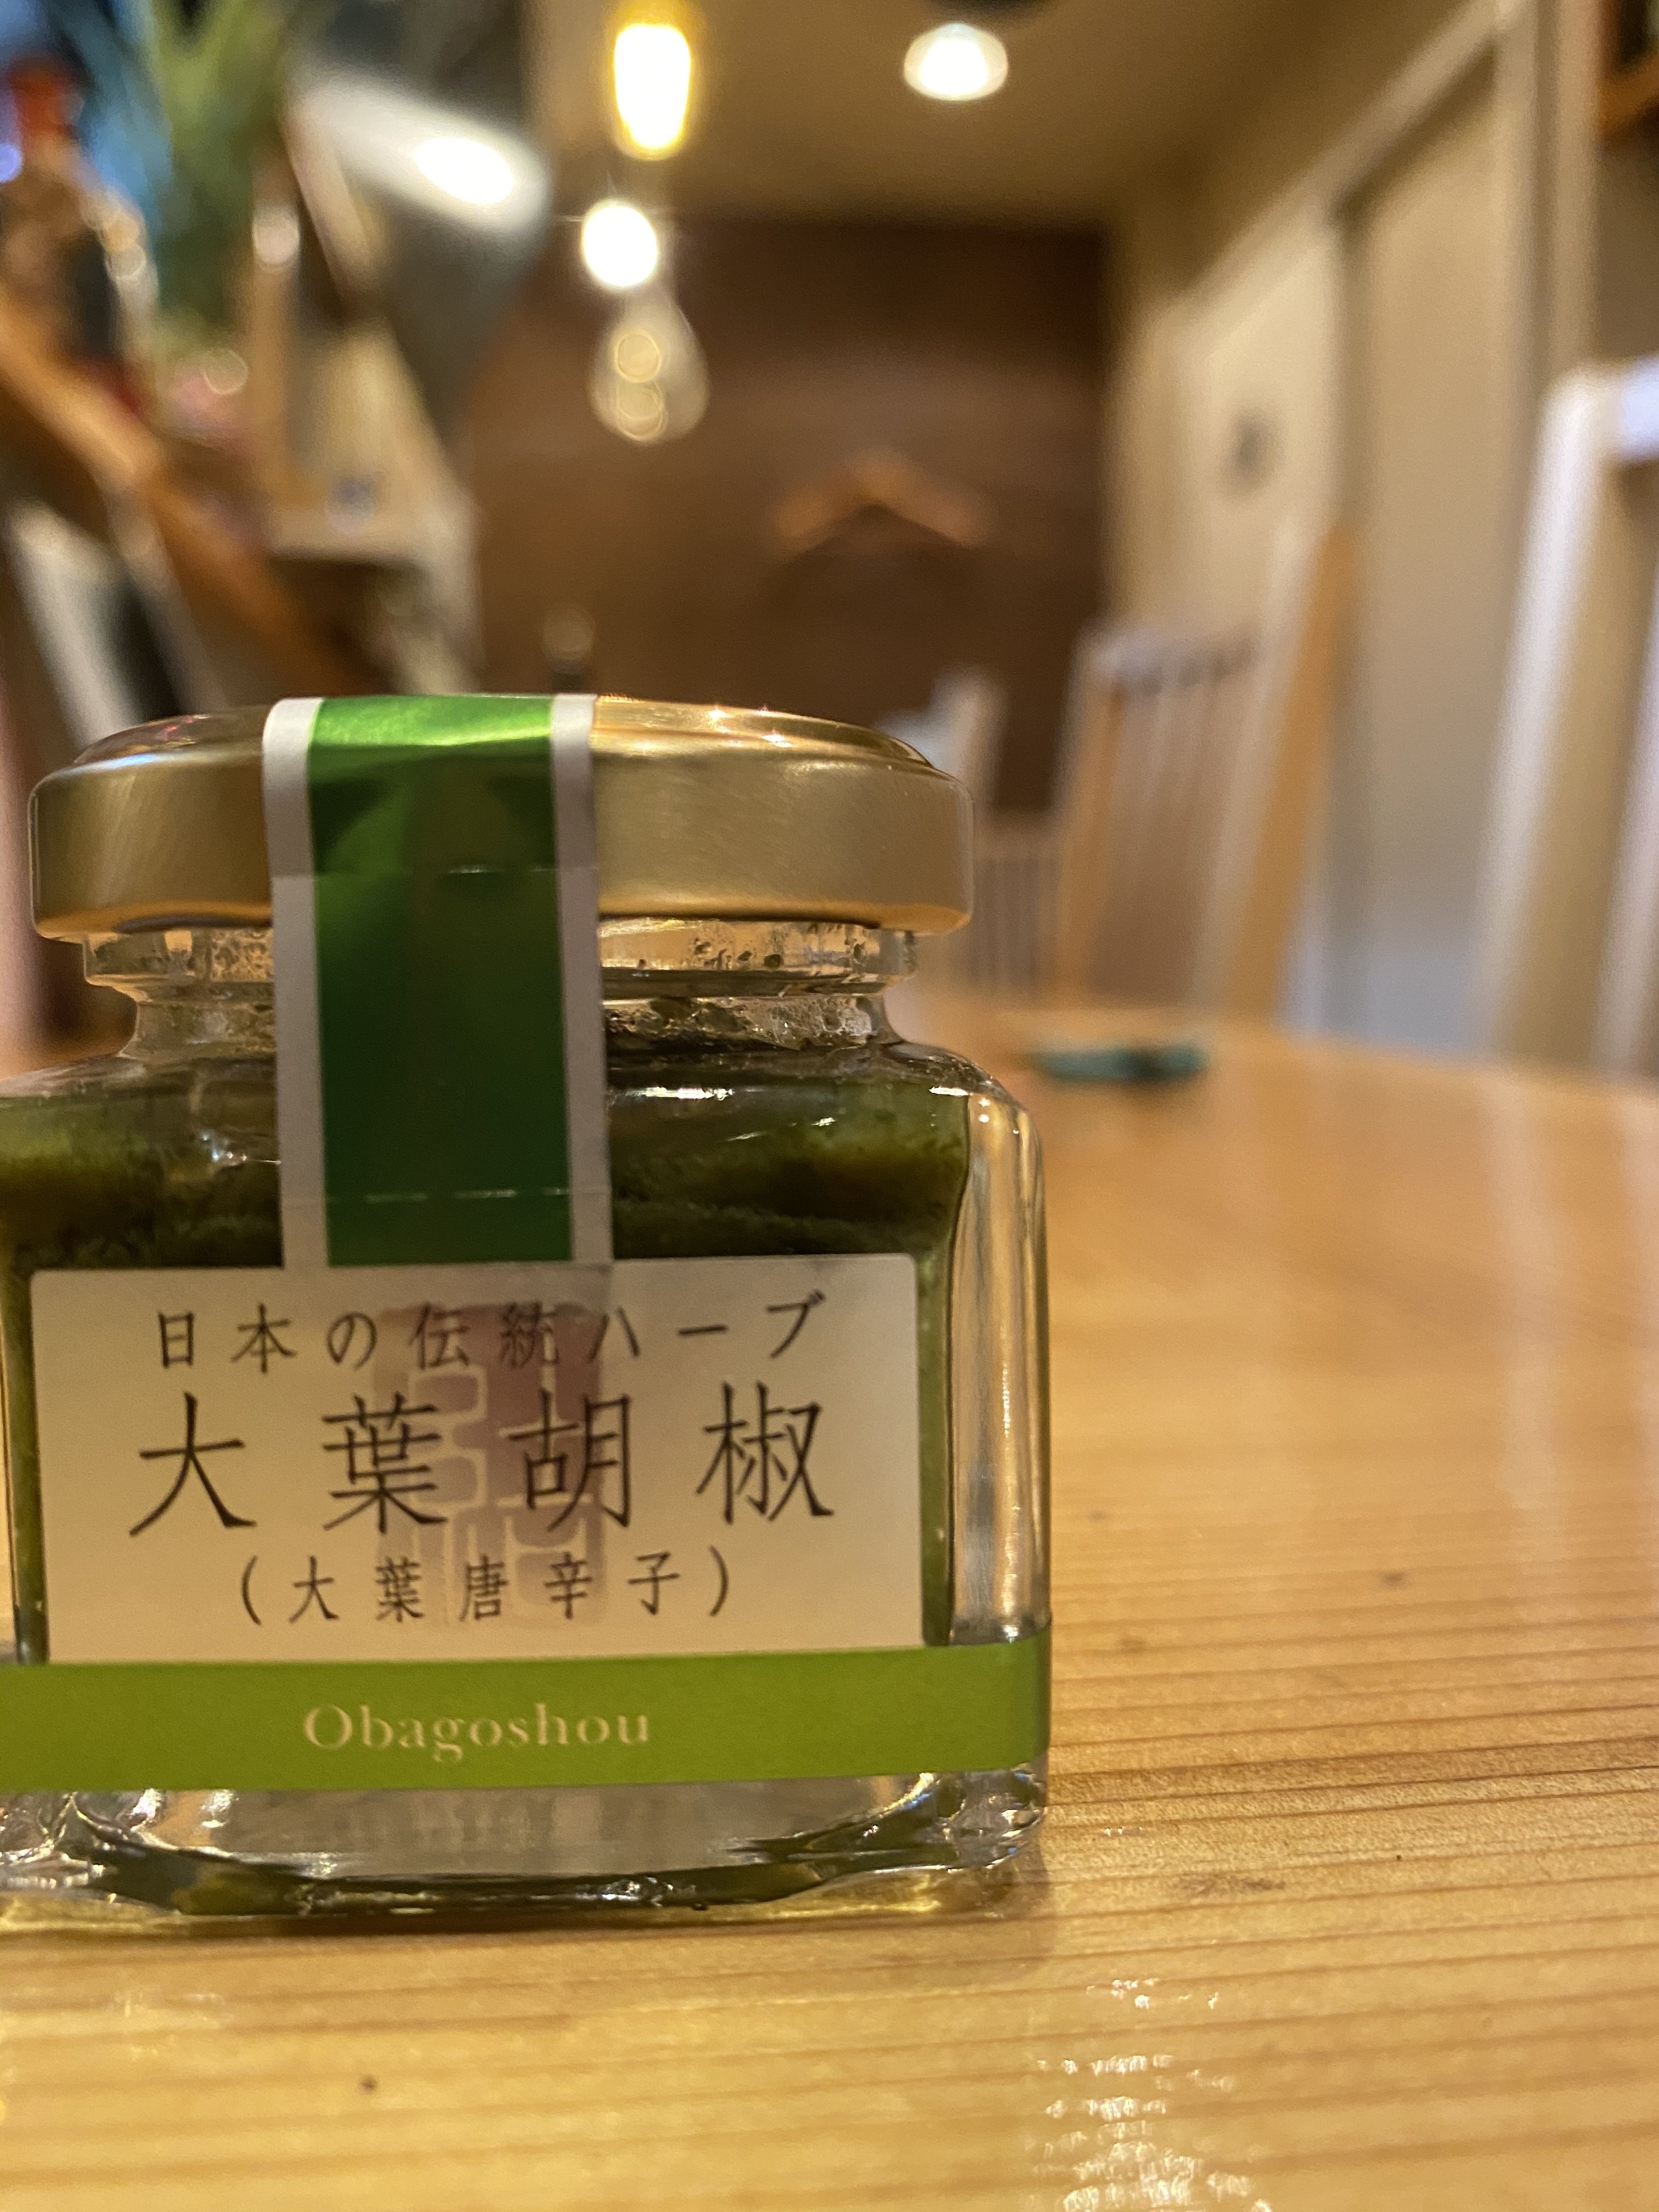 日本の伝統ハーブ
大葉胡椒
(大葉唐辛子)
Obagoshou